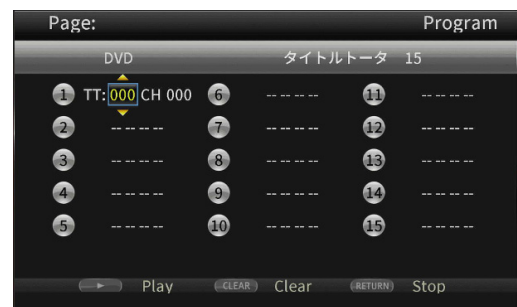 Page: Program
DVD タイトルトータ 15
1 TT:000 CH 000 6 -- -- -- -- 11 -- -- -- --
2 -- -- -- -- 7 -- -- -- -- 12 -- -- -- --
3 -- -- -- -- 8 -- -- -- -- 13 -- -- -- --
4 -- -- -- -- 9 -- -- -- -- 14 -- -- -- --
5 -- -- -- -- 10 -- -- -- -- 15 -- -- -- --
Play CLEAR Clear RETURN Stop